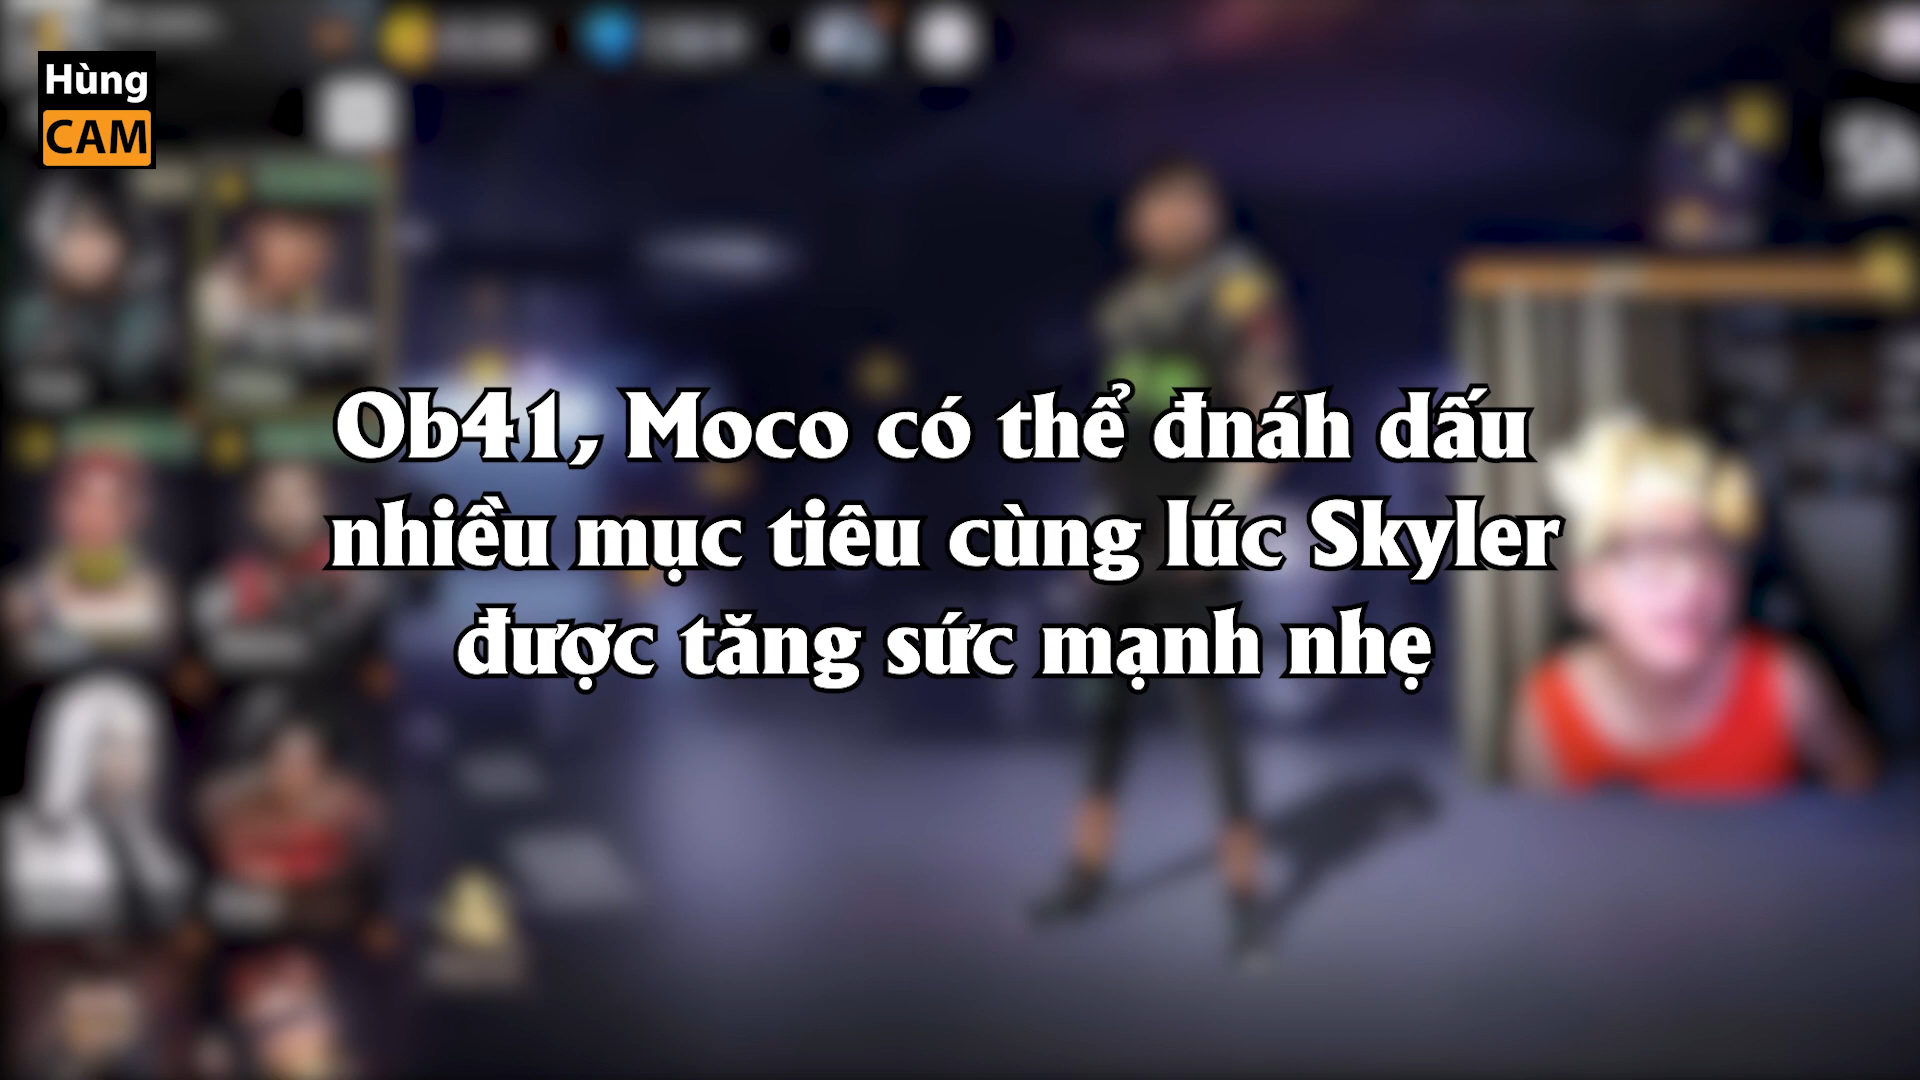 Hùng
CAM
Ob41, Moco có thể đnáh dấu
nhiều mục tiêu cùng lúc Skyler
được tăng sức mạnh nhẹ